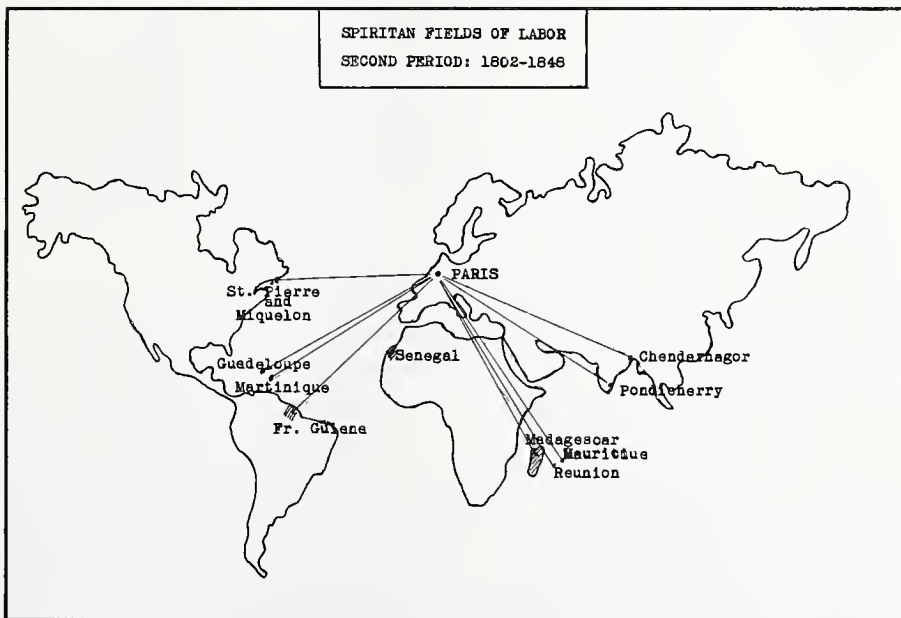 SPIRITAN FIELDS OF LABOR
SECOND PERIOD: 1802-1848
PARIS
St. Pierre
and
Miquelon
Senegal
Chendarnagor
Guadeloupe
Martinique
Pondicherry
Fr. Guiana
Madagascar
Reunion